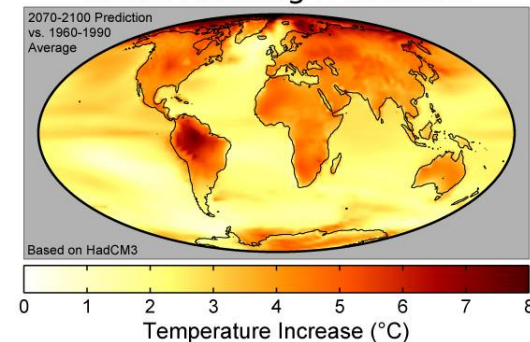 2070-2100 Prediction
vs. 1960-1990
Average
Based on HadCM3
0 1 2 3 4 5 6 7 8
Temperature Increase (°C)